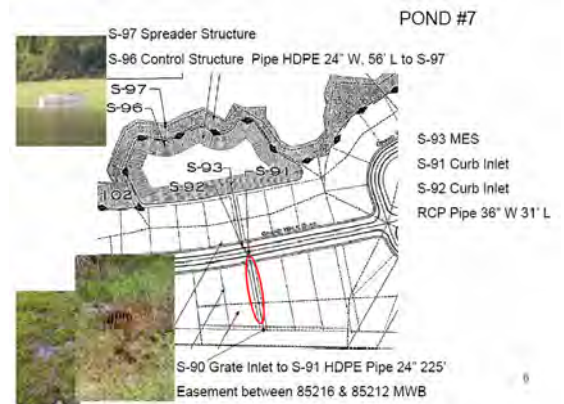 POND #7
S-97 Spreader Structure
S-96 Control Structure Pipe HDPE 24" W, 56' L to S-97
S-97
S-96
S-93
S-91
S-92
102
S-93 MES
S-91 Curb Inlet
S-92 Curb Inlet
RCP Pipe 36" W 31' L
S-90 Grate Inlet to S-91 HDPE Pipe 24" 225'
Easement between 85216 & 85212 MWB
6